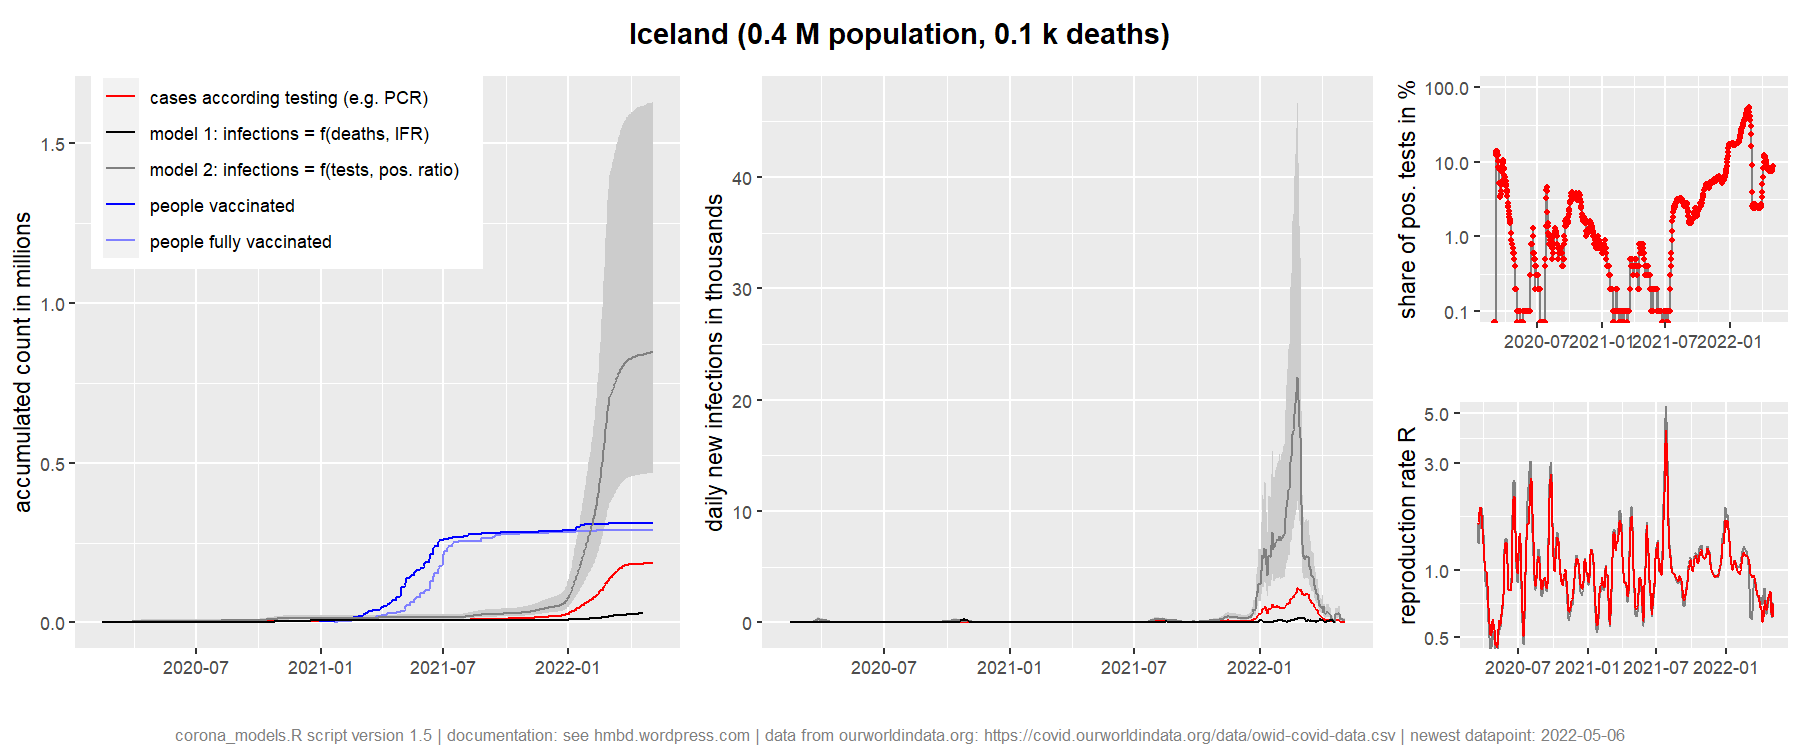 Iceland (0.4 M population, 0.1 k deaths)
accumulated count in millions
1.5
1.0
0.5
0.0
cases according testing (e.g. PCR)
model 1: infections = f(deaths, IFR)
model 2: infections = f(tests, pos. ratio)
people vaccinated
people fully vaccinated
2020-07 2021-01 2021-07 2022-01
daily new infections in thousands
40
30
20
10
0
2020-07 2021-01 2021-07 2022-01
share of pos. tests in %
100.0
10.0
1.0
0.1
2020-07 2021-01 2021-07 2022-01
reproduction rate R
5.0
3.0
1.0
0.5
2020-07 2021-01 2021-07 2022-01
corona_models.R script version 1.5 | documentation: see hmbd.wordpress.com | data from ourworldindata.org: https://covid.ourworldindata.org/data/owid-covid-data.csv | newest datapoint: 2022-05-06